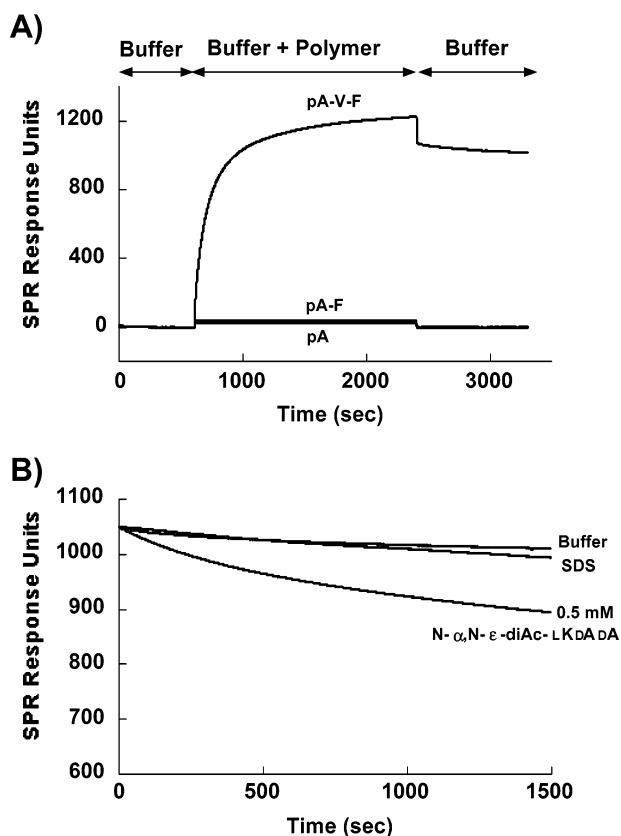 A)
Buffer Buffer + Polymer Buffer
pA-V-F
1200
800
400
0
pA-F
pA
SPR Response Units
0 1000 2000 3000
Time (sec)
B)
1100
1000
900
800
700
600
SPR Response Units
Buffer
SDS
0.5 mM
N- α,N- ε -diAc- LKDADA
0 500 1000 1500
Time (sec)